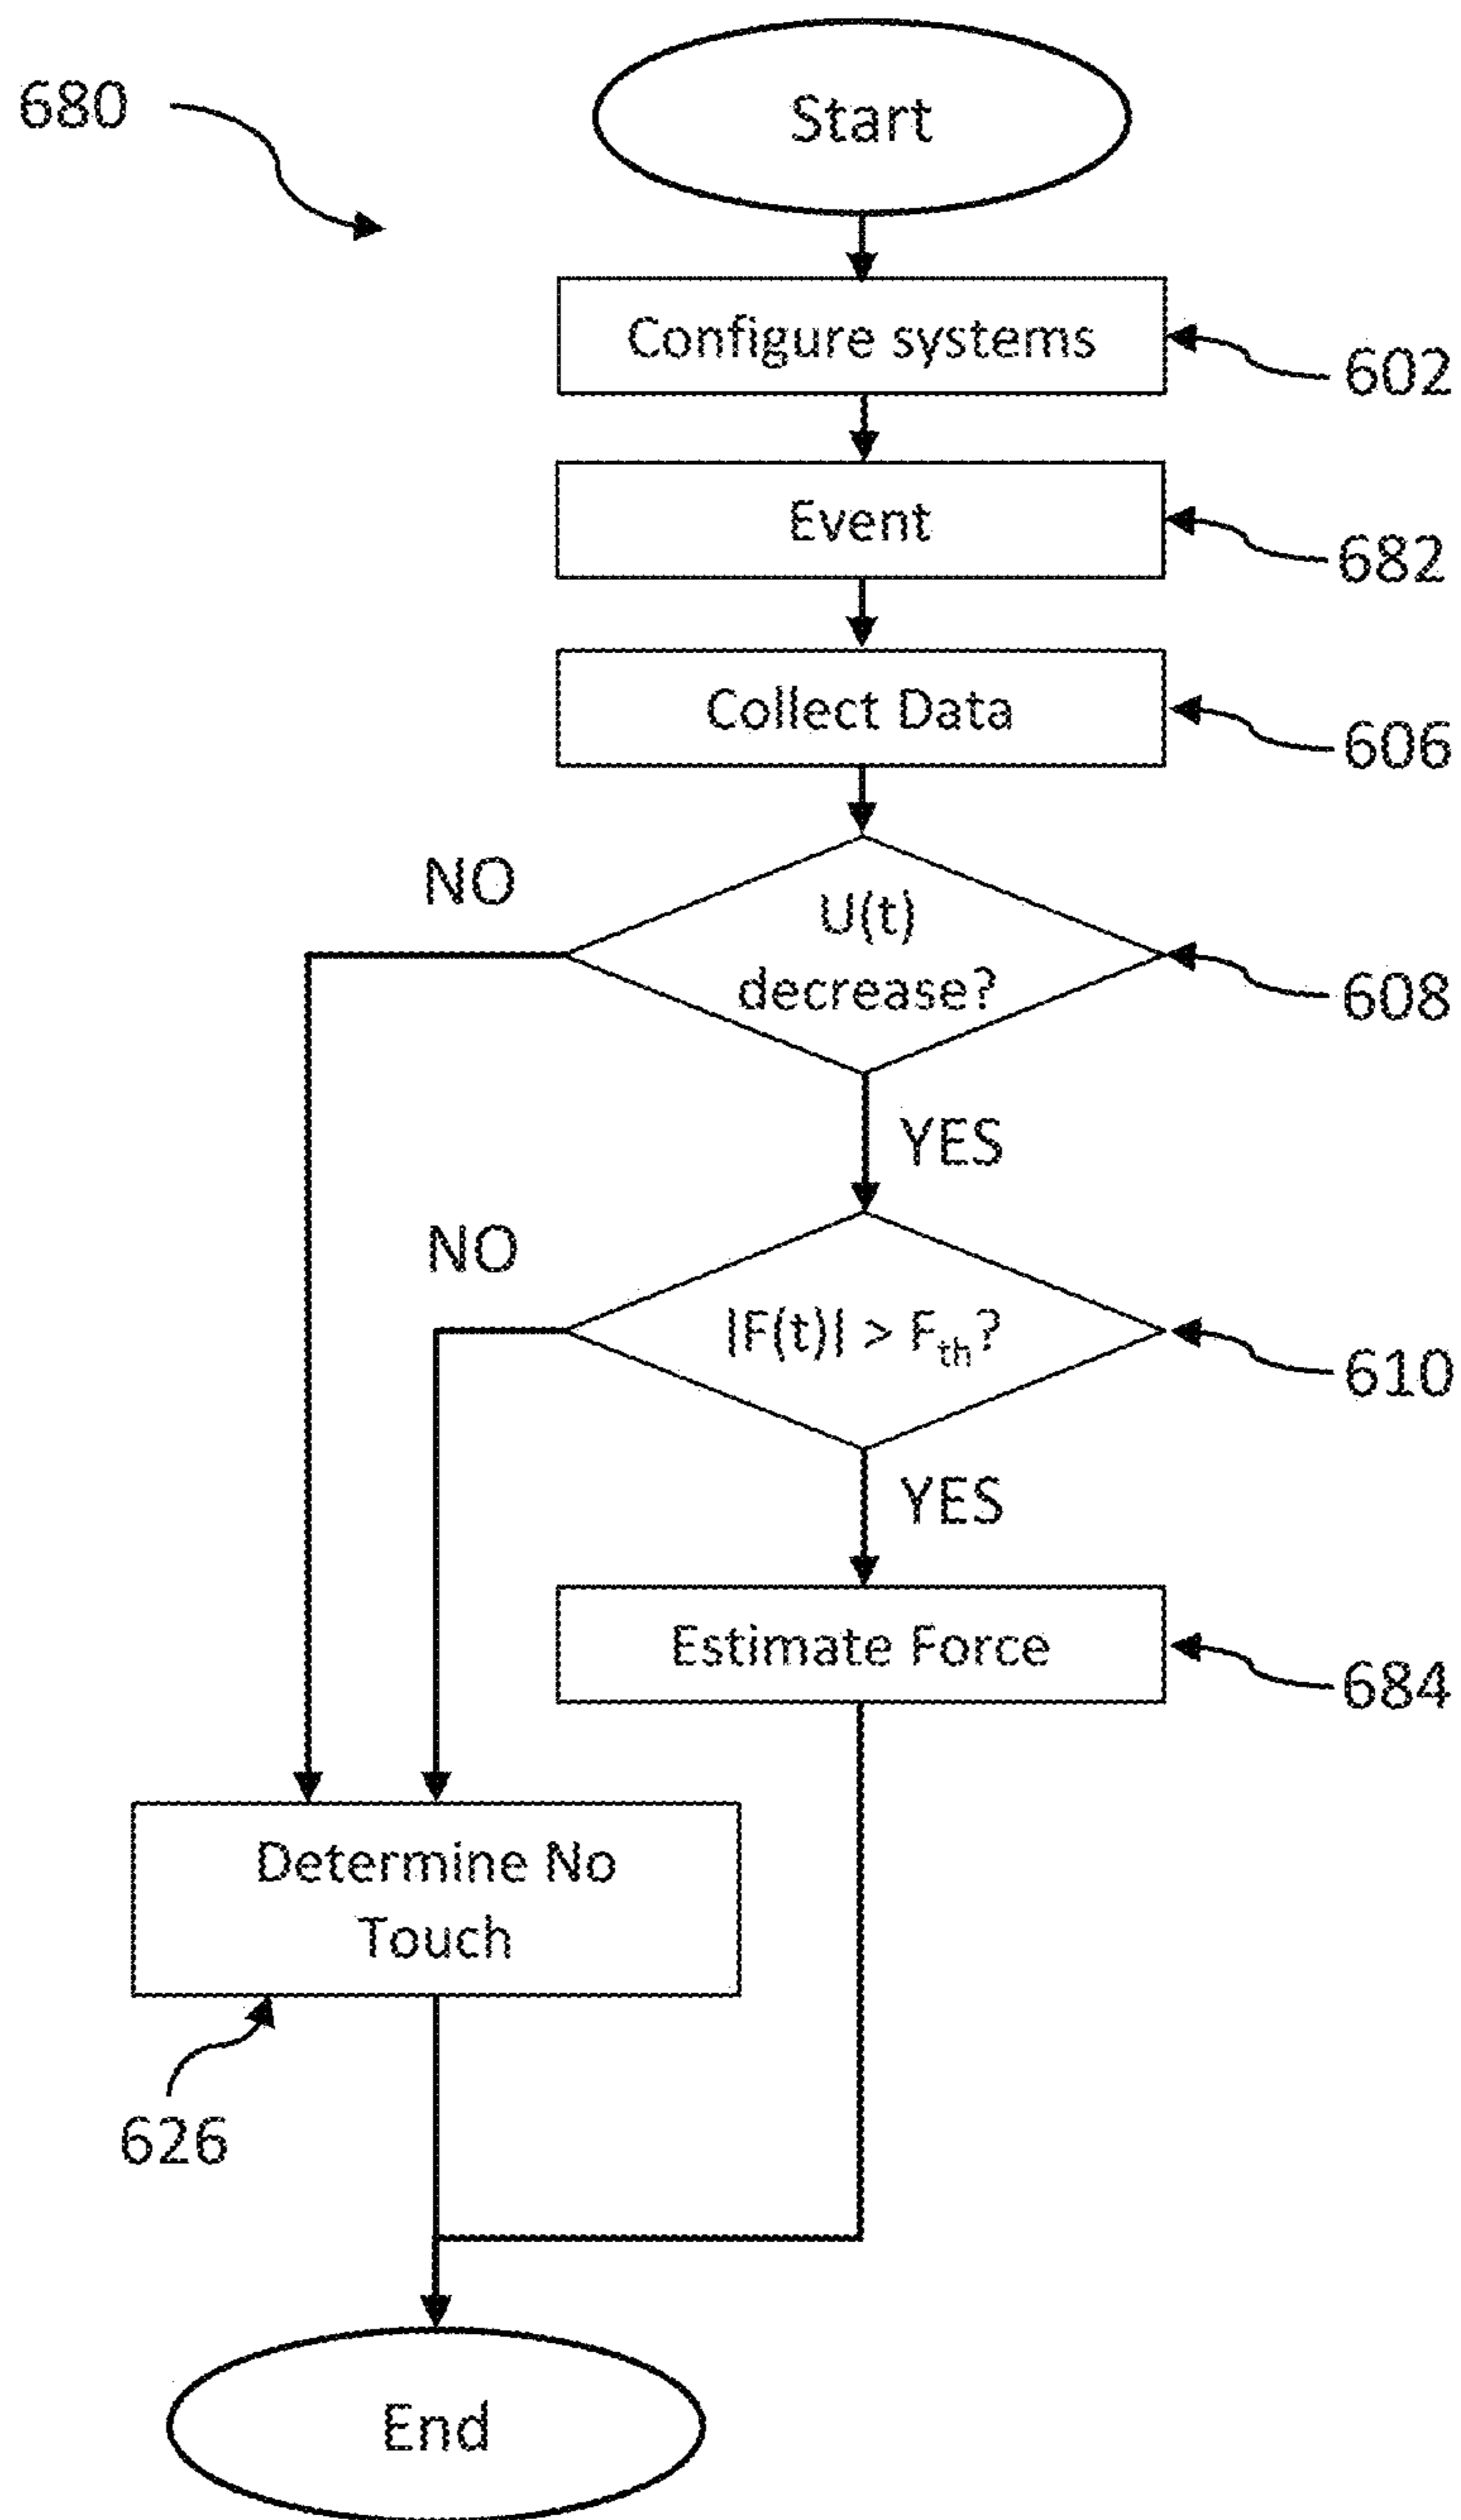 680
Start
Configure systems
602
Event
682
Collect Data
606
NO
U(t)
decrease?
608
YES
NO
|F(t)| > Fth?
610
YES
Estimate Force
684
Determine No
Touch
626
End